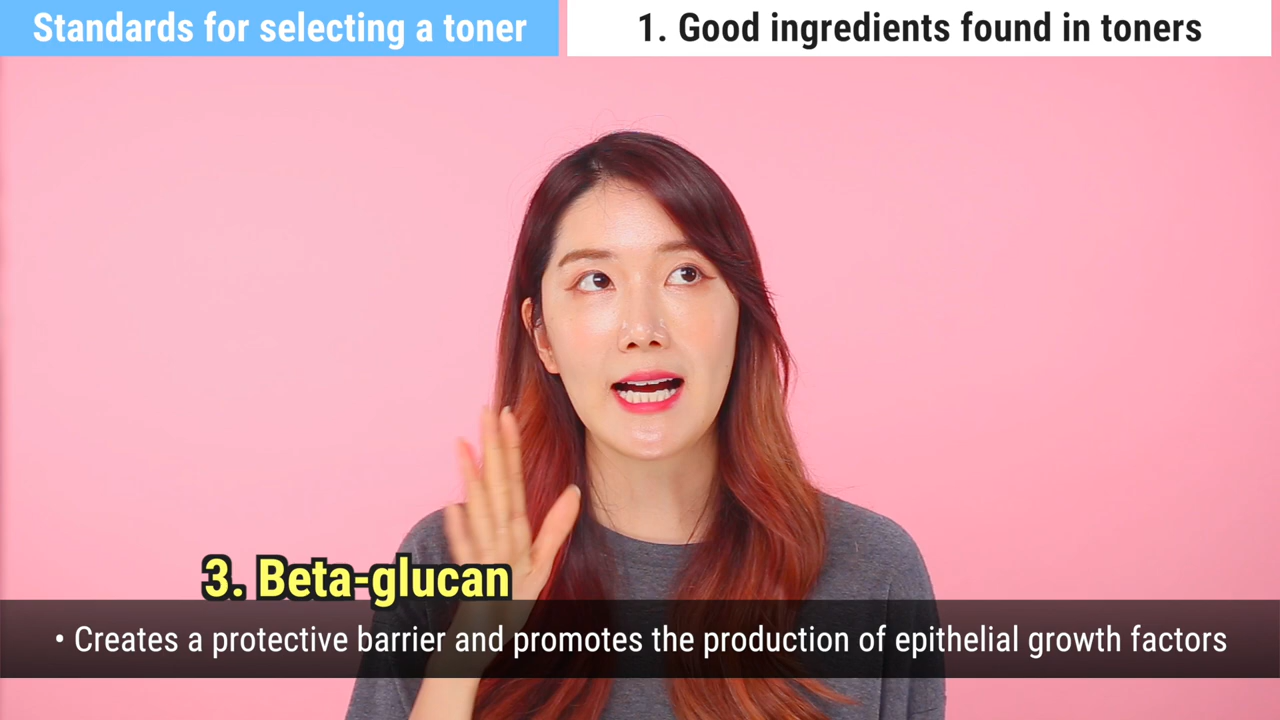 Standards for selecting a toner
1. Good ingredients found in toners
3. Beta-glucan
• Creates a protective barrier and promotes the production of epithelial growth factors